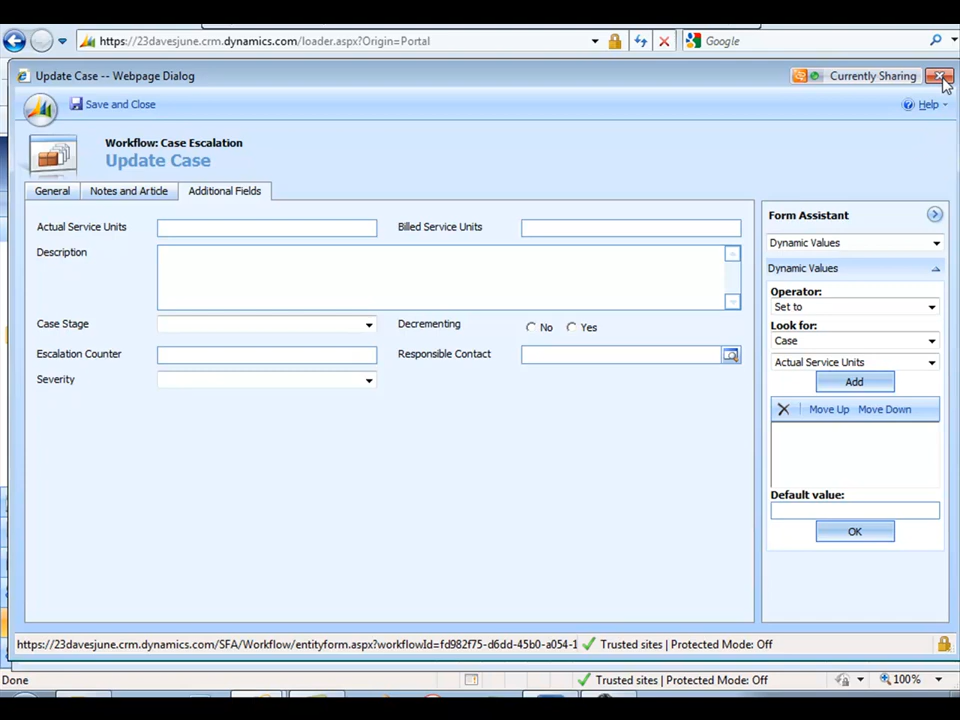 https://23davesjune.crm.dynamics.com/loader.aspx?Origin=Portal
Google
Update Case -- Webpage Dialog
Currently Sharing
Save and Close
Help
Workflow: Case Escalation
Update Case
General
Notes and Article
Additional Fields
Actual Service Units
Billed Service Units
Description
Case Stage
Decrementing
No
Yes
Escalation Counter
Responsible Contact
Severity
Form Assistant
Dynamic Values
Dynamic Values
Operator:
Set to
Look for:
Case
Actual Service Units
Add
Move Up Move Down
Default value:
OK
https://23davesjune.crm.dynamics.com/SFA/Workflow/entityform.aspx?workflowId=fd982f75-d6dd-45b0-a054-1
Trusted sites | Protected Mode: Off
Done
Trusted sites | Protected Mode: Off
100%